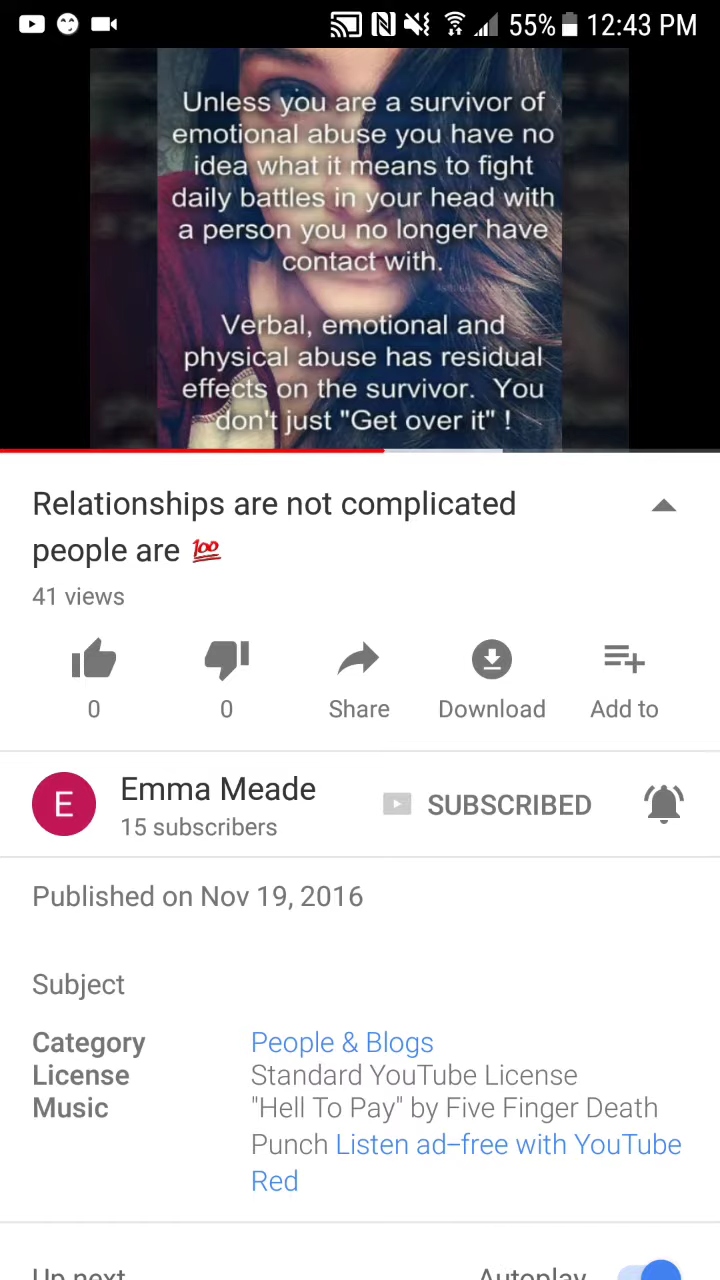 55% 12:43 PM
Unless you are a survivor of
emotional abuse you have no
idea what it means to fight
daily battles in your head with
a person you no longer have
contact with.
Verbal, emotional and
physical abuse has residual
effects on the survivor. You
don't just "Get over it" !
Relationships are not complicated
people are 💯
41 views
0 0 Share Download Add to
E Emma Meade SUBSCRIBED
15 subscribers
Published on Nov 19, 2016
Subject
Category People & Blogs
License Standard YouTube License
Music "Hell To Pay" by Five Finger Death
Punch Listen ad-free with YouTube
Red
Up next Autoplay